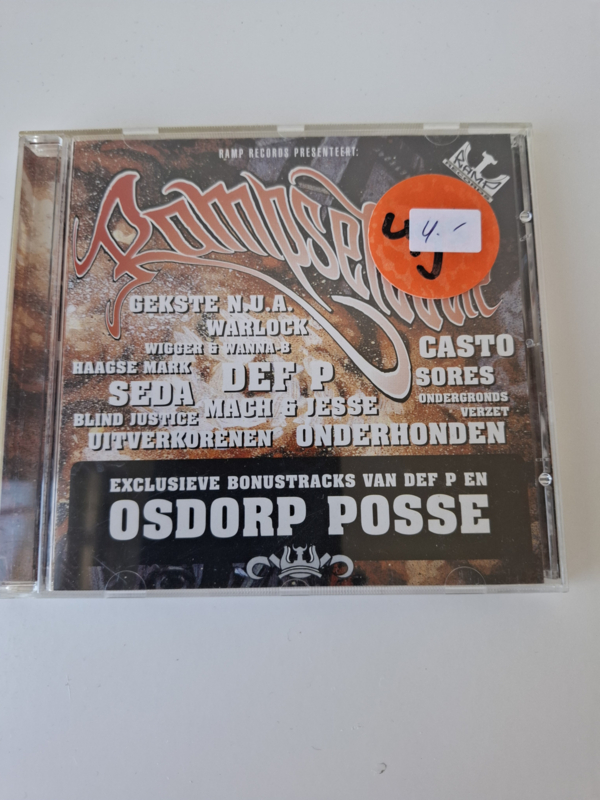 RAMP RECORDS PRESENTEERT:
RAMP
4.-
GEKSTE N.U.A.
WARLOCK
WIGGER & WANNA-B
CASTO
HAAGSE MARK
DEF P
SORES
SEDA
ONDERGRONDS
VERZET
MACH & JESSE
BLIND JUSTICE
UITVERKORENEN
ONDERHONDEN
EXCLUSIEVE BONUSTRACKS VAN DEF P EN
OSDORP POSSE